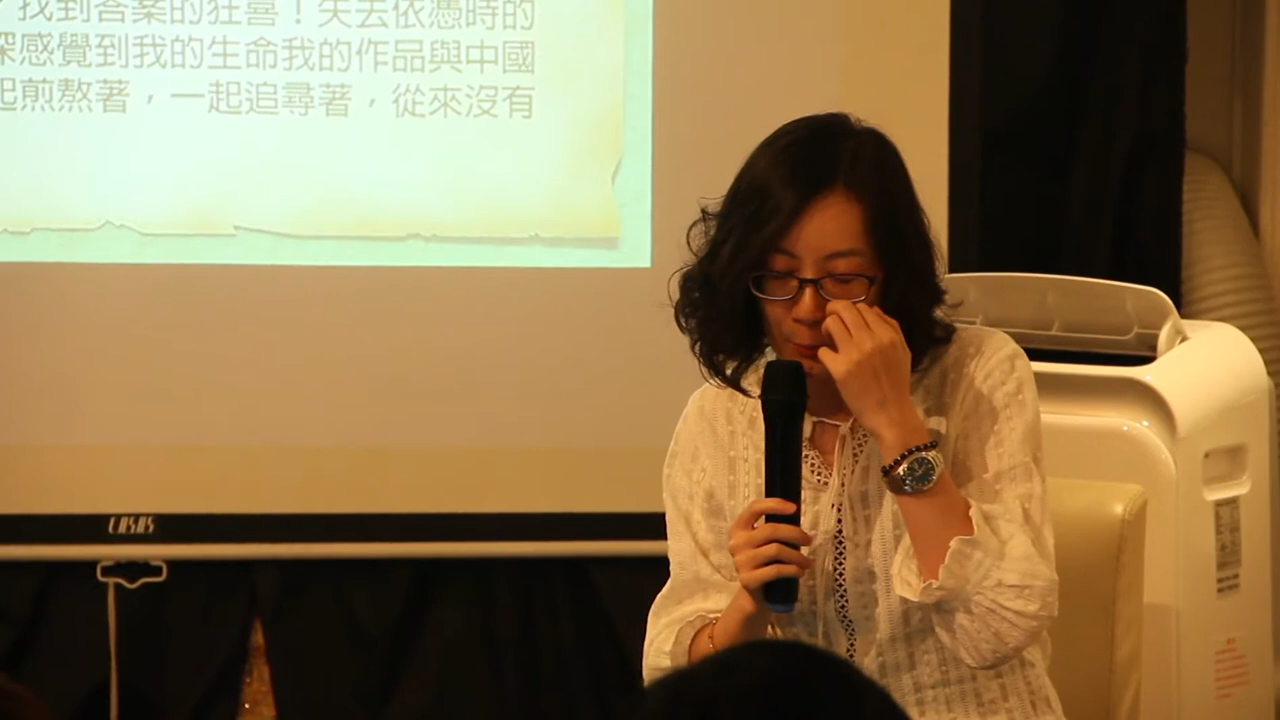 找到答案的狂喜！失去依憑時的
深感覺到我的生命我的作品與中國
起煎熬著，一起追尋著，從來沒有
CASAS